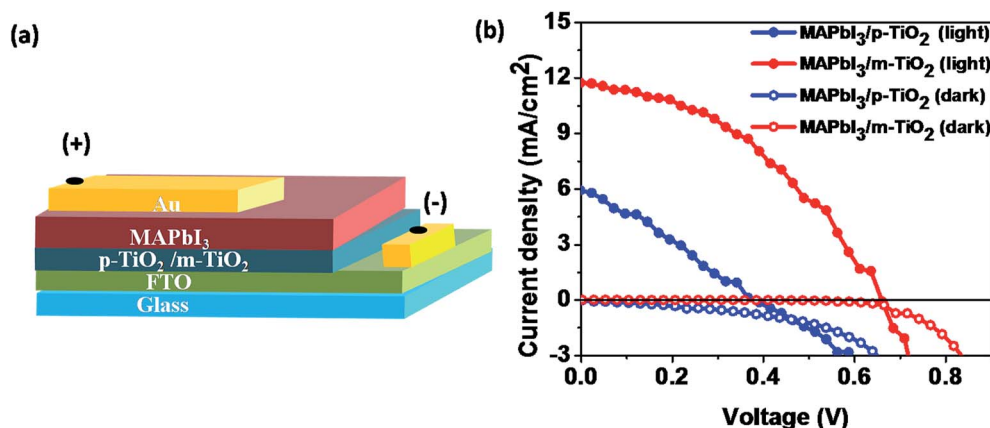 (a)
(+)
(-)
Au
MAPbI₃
p-TiO₂ /m-TiO₂
FTO
Glass
(b)
MAPbI₃/p-TiO₂ (light)
MAPbI₃/m-TiO₂ (light)
MAPbI₃/p-TiO₂ (dark)
MAPbI₃/m-TiO₂ (dark)
Current density (mA/cm²)
15
12
9
6
3
0
-3
0.0 0.2 0.4 0.6 0.8
Voltage (V)